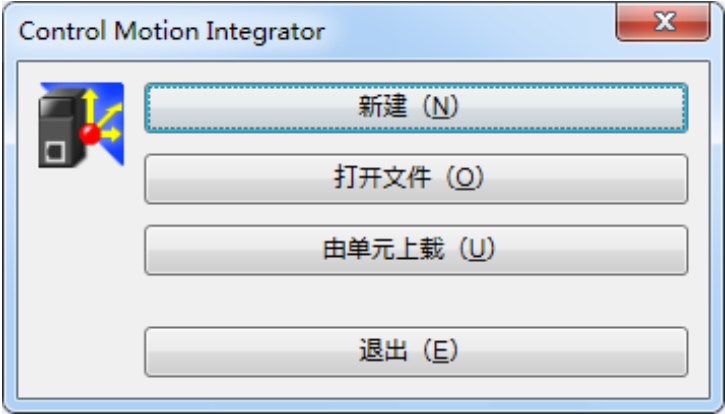 Control Motion Integrator
新建（N）
打开文件（O）
由单元上载（U）
退出（E）